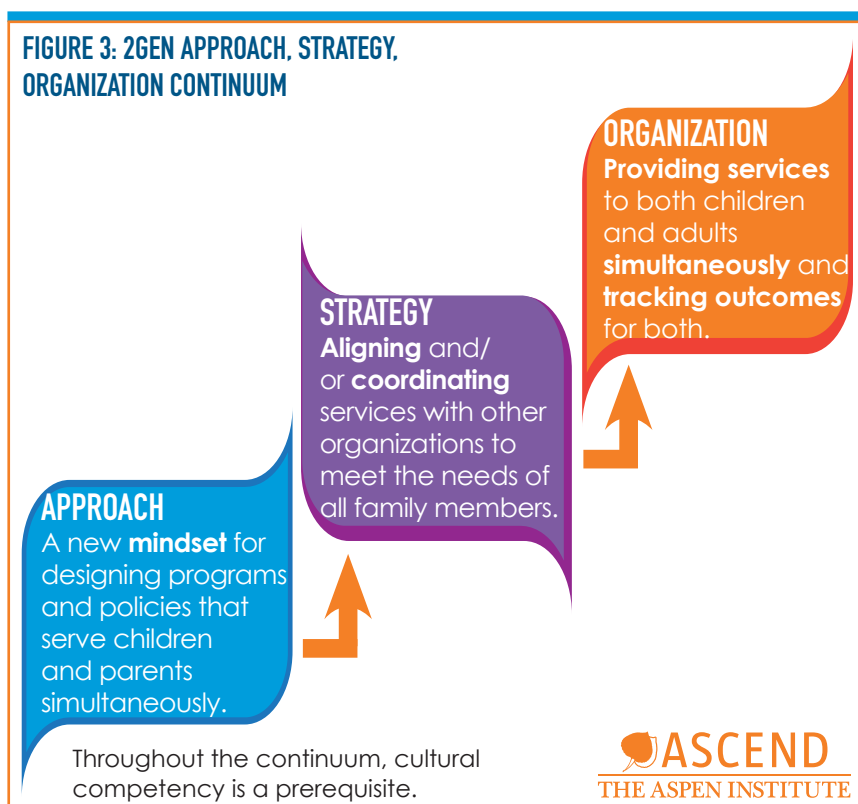 FIGURE 3: 2GEN APPROACH, STRATEGY,
ORGANIZATION CONTINUUM
APPROACH
A new mindset for
designing programs
and policies that
serve children
and parents
simultaneously.
STRATEGY
Aligning and/
or coordinating
services with other
organizations to
meet the needs of
all family members.
ORGANIZATION
Providing services
to both children
and adults
simultaneously and
tracking outcomes
for both.
Throughout the continuum, cultural
competency is a prerequisite.
ASCEND
THE ASPEN INSTITUTE